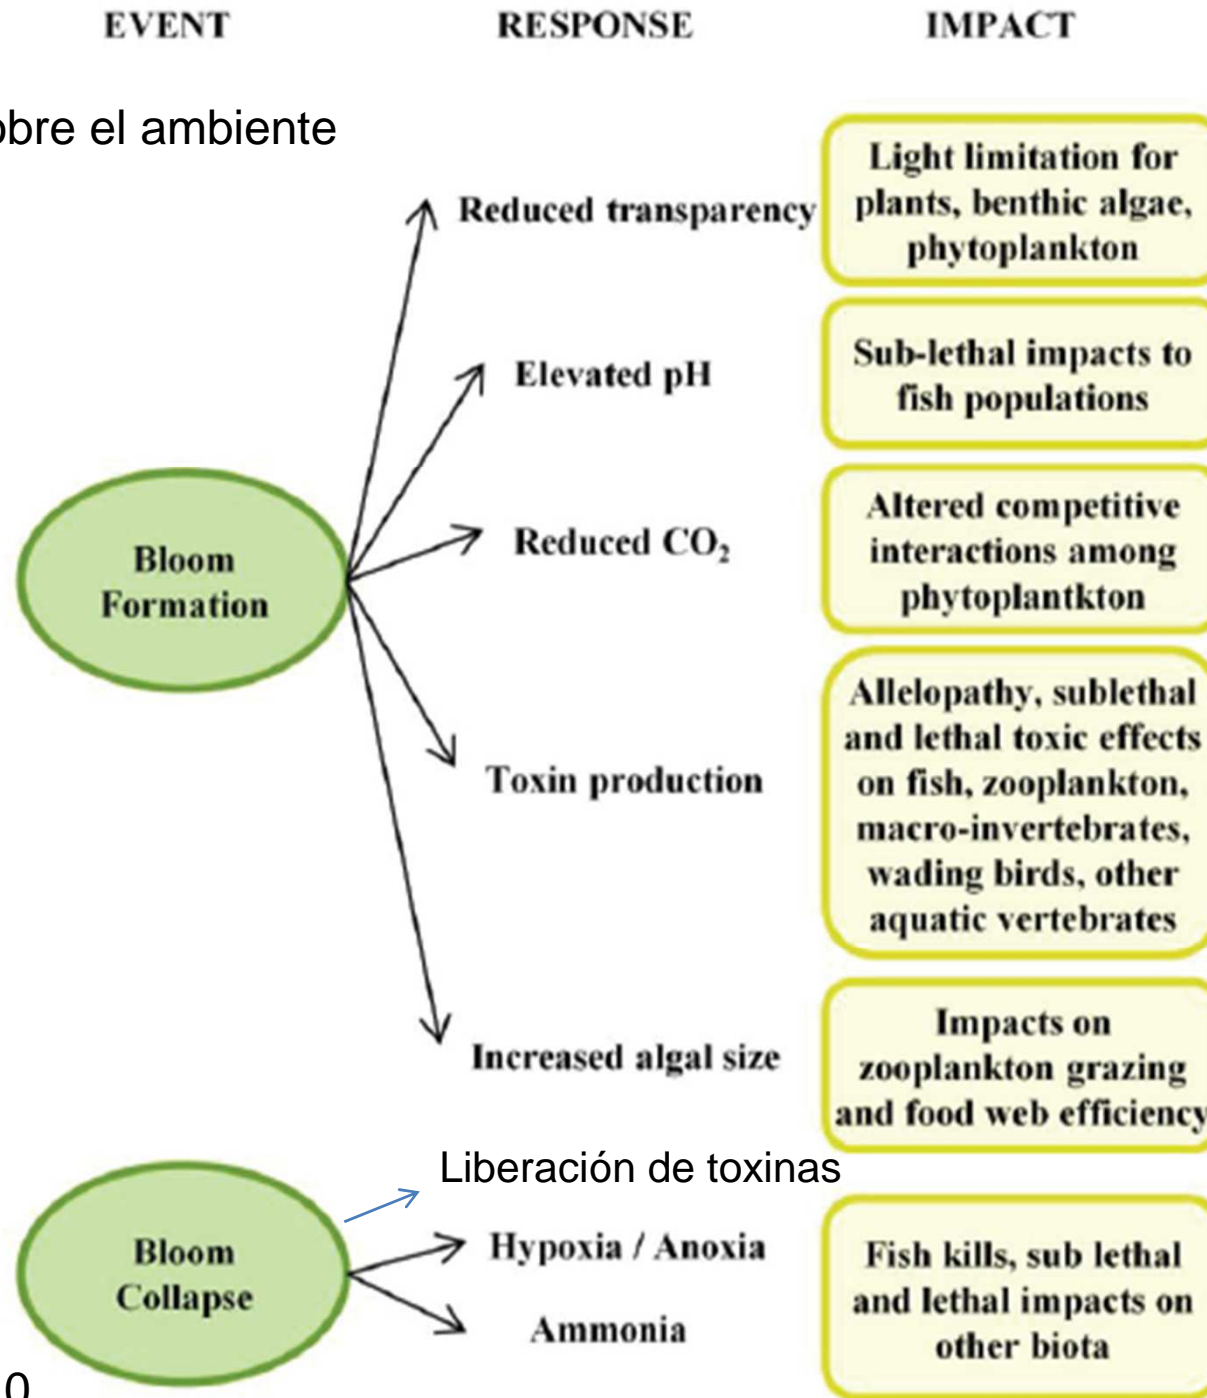 EVENT RESPONSE IMPACT
obre el ambiente
Reduced transparency
Light limitation for
plants, benthic algae,
phytoplankton
Elevated pH
Sub-lethal impacts to
fish populations
Bloom
Formation
Reduced CO₂
Altered competitive
interactions among
phytoplantkton
Toxin production
Allelopathy, sublethal
and lethal toxic effects
on fish, zooplankton,
macro-invertebrates,
wading birds, other
aquatic vertebrates
Increased algal size
Impacts on
zooplankton grazing
and food web efficiency
Liberación de toxinas
Bloom
Collapse
Hypoxia / Anoxia
Ammonia
Fish kills, sub lethal
and lethal impacts on
other biota
0